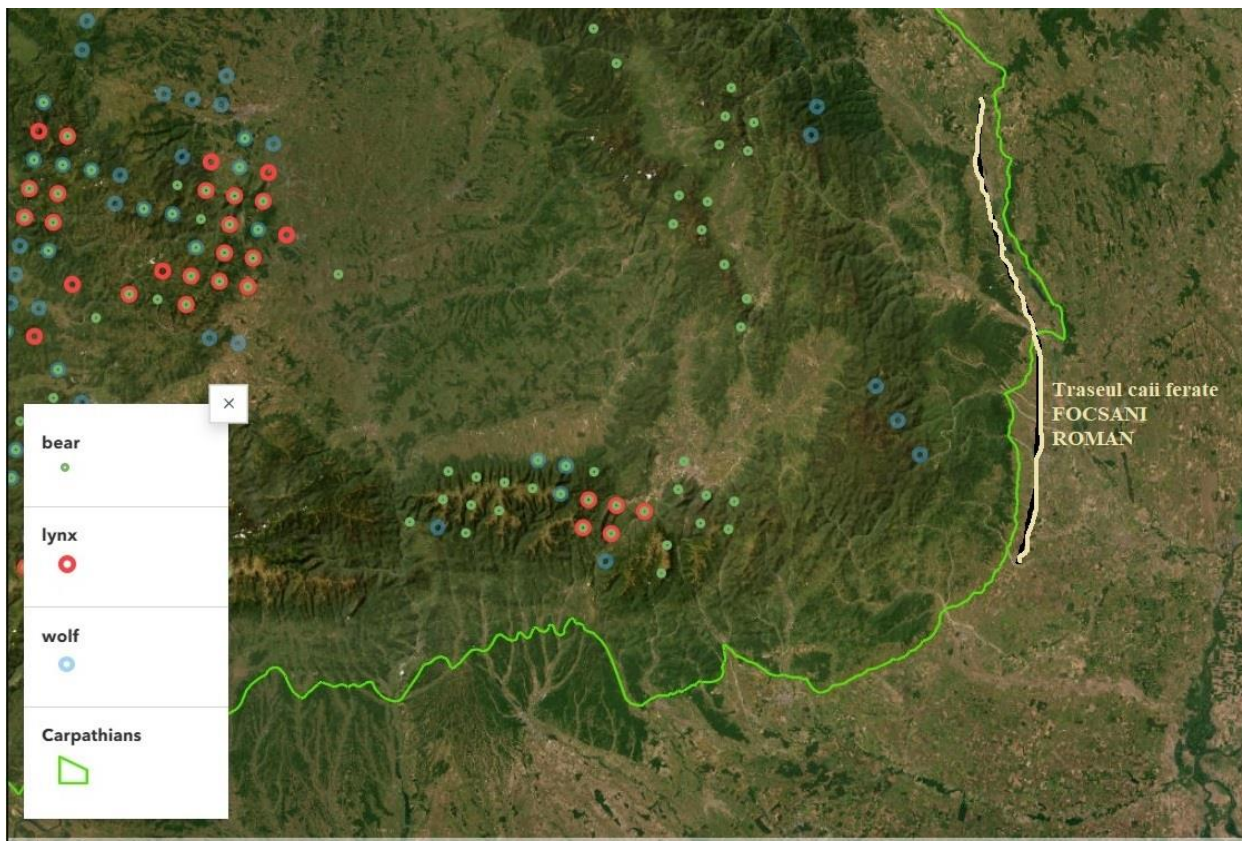 Traseul caii ferate
FOCSANI
ROMAN
bear
lynx
wolf
Carpathians